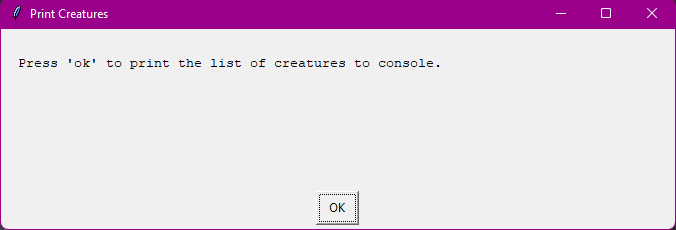 Print Creatures
Press 'ok' to print the list of creatures to console.
OK